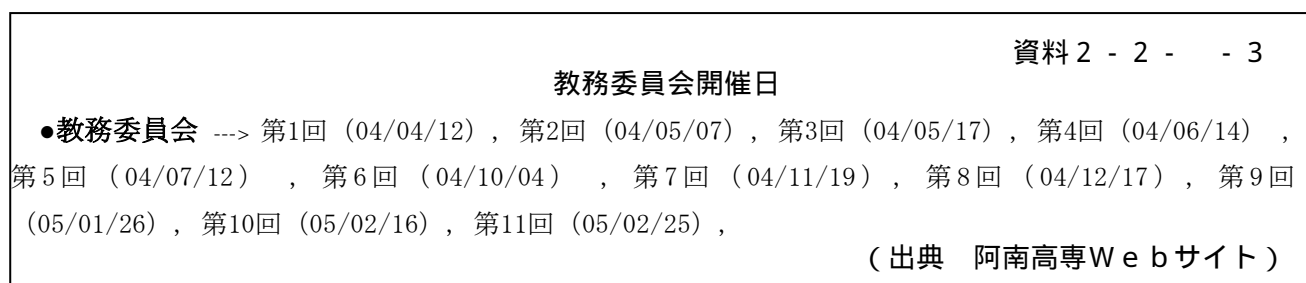 資料2-2- -3
教務委員会開催日
●教務委員会 ---> 第1回（04/04/12）, 第2回（04/05/07）, 第3回（04/05/17）, 第4回（04/06/14） ,
第5回（04/07/12） , 第6回（04/10/04） , 第7回（04/11/19）, 第8回（04/12/17）, 第9回
（05/01/26）, 第10回（05/02/16）, 第11回（05/02/25）,
（出典　阿南高専Ｗｅｂサイト）